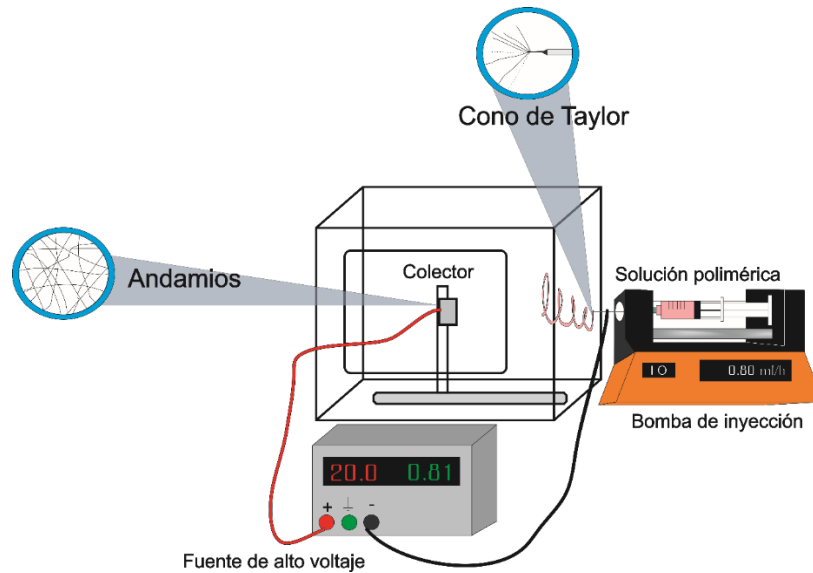 Cono de Taylor
Andamios
Colector
Solución polimérica
I O
0.80 ml/h
Bomba de inyección
20.0 0.81
+ -
Fuente de alto voltaje